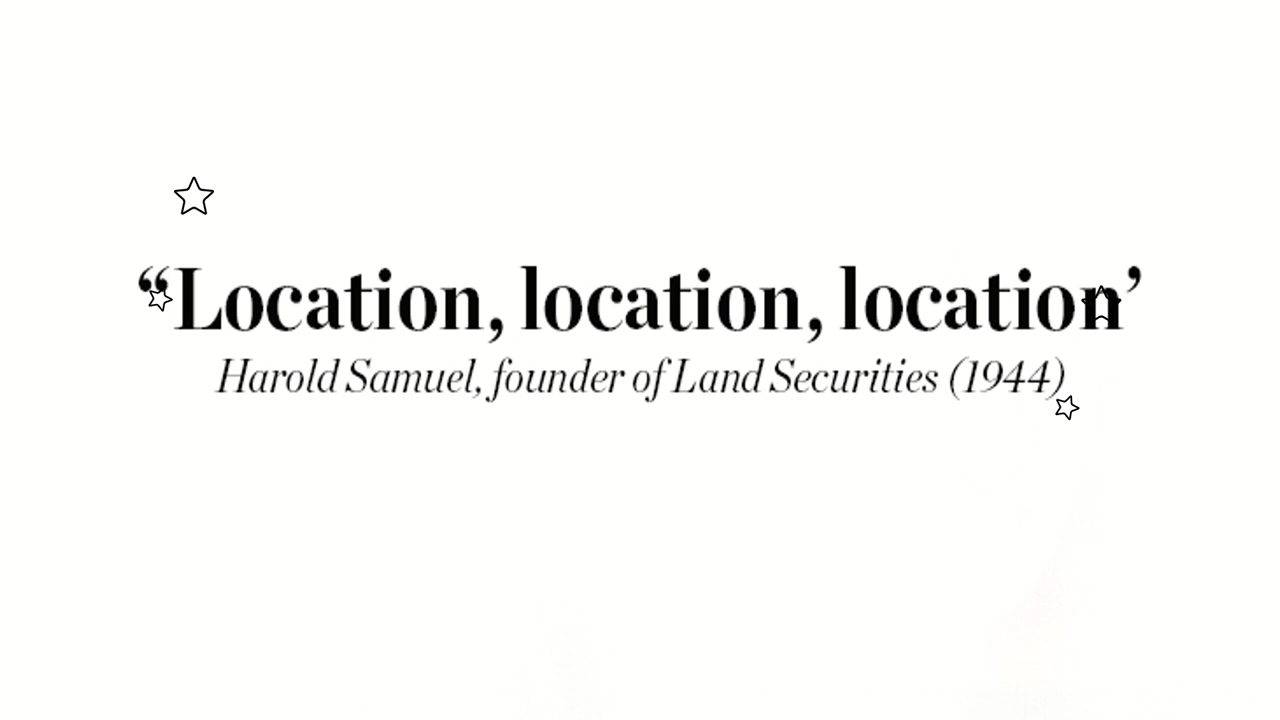 “Location, location, location’
Harold Samuel, founder of Land Securities (1944)